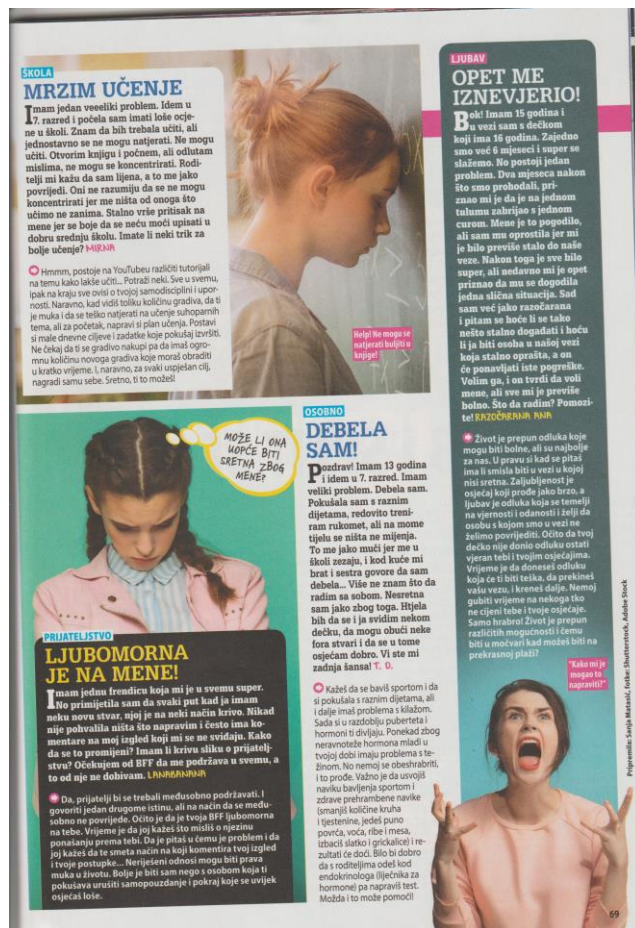 ŠKOLA
MRZIM UČENJE
Imam jedan veeeliki problem. Idem u
7. razred i počela sam imati loše ocje-
ne u školi. Znam da bih trebala učiti, ali
jednostavno se ne mogu natjerati. Ne mogu
učiti. Otvorim knjigu i počnem, ali odlutam
mislima, ne mogu se koncentrirati. Rodi-
telji mi kažu da sam lijena, a to me jako
povrijedi. Oni ne razumiju da se ne mogu
koncentrirati jer me ništa od onoga što
učimo ne zanima. Stalno vrše pritisak na
mene jer se boje da se neću moći upisati u
dobru srednju školu. Imate li neki trik za
bolje učenje? MIRNA
Hmmm, postoje na YouTubeu različiti tutorijali
na temu kako lakše učiti... Potraži neki. Sve u svemu,
ipak na kraju sve ovisi o tvojoj samodisciplini i upor-
nosti. Naravno, kad vidiš toliku količinu gradiva, da ti
je muka i da se teško natjerati na učenje suhoparnih
tema, ali za početak, napravi si plan učenja. Postavi
si male dnevne ciljeve i zadatke koje pokušaj izvršiti.
Ne čekaj da ti se gradivo nakupi pa da imaš ogro-
mnu količinu novoga gradiva koje moraš obraditi
u kratko vrijeme. I, naravno, za svaki uspješan cilj,
nagradi samu sebe. Sretno, ti to možeš!
Help! Ne mogu se
natjerati buljiti u
knjige!
LJUBAV
OPET ME
IZNEVJERIO!
Bok! Imam 15 godina i
u vezi sam s dečkom
koji ima 16 godina. Zajedno
smo već 6 mjeseci i super se
slažemo. No postoji jedan
problem. Dva mjeseca nakon
što smo prohodali, pri-
znao mi je da je na jednom
tulumu zabrijao s jednom
curom. Mene je to pogodilo,
ali sam mu oprostila jer mi
je bilo previše stalo do naše
veze. Nakon toga je sve bilo
super, ali nedavno mi je opet
priznao da mu se dogodila
jedna slična situacija. Sad
sam već jako razočarana
i pitam se hoće li se tako
nešto stalno događati i hoću
li ja biti osoba u našoj vezi
koja stalno oprašta, a on
će ponavljati iste pogreške.
Volim ga, i on tvrdi da voli
mene, ali sve mi je previše
bolno. Što da radim? Pomozi-
te! RAZOČARANA ANA
Život je prepun odluka koje
mogu biti bolne, ali su najbolje
za nas. U pravu si kad se pitaš
ima li smisla biti u vezi u kojoj
nisi sretna. Zaljubljenost je
osjećaj koji prođe jako brzo, a
ljubav je odluka koja se temelji
na vjernosti i odanosti i želji da
osobu s kojom smo u vezi ne
želimo povrijediti. Očito da tvoj
dečko nije donio odluku ostati
vjeran tebi i tvojim osjećajima.
Vrijeme je da doneseš odluku
koja će ti biti teška, da prekineš
vašu vezu, i kreneš dalje. Nemoj
gubiti vrijeme na nekoga tko
ne cijeni tebe i tvoje osjećaje.
Samo hrabro! Život je prepun
različitih mogućnosti i čemu
biti u močvari kad možeš biti na
prekrasnoj plaži?
"Kako mi je
mogao to
napraviti?"
MOŽE LI ONA
UOPĆE BITI
SRETNA ZBOG
MENE?
PRIJATELJSTVO
LJUBOMORNA
JE NA MENE!
Imam jednu frendicu koja mi je u svemu super.
No primijetila sam da svaki put kad ja imam
neku novu stvar, njoj je na neki način krivo. Nikad
nije pohvalila ništa što napravim i često ima ko-
mentare na moj izgled koji mi se ne sviđaju. Kako
da se to promijeni? Imam li krivu sliku o prijatelj-
stvu? Očekujem od BFF da me podržava u svemu, a
to od nje ne dobivam. LANABANANA
Da, prijatelji bi se trebali međusobno podržavati. I
govoriti jedan drugome istinu, ali na način da se među-
sobno ne povrijede. Očito je da je tvoja BFF ljubomorna
na tebe. Vrijeme je da joj kažeš što misliš o njezinu
ponašanju prema tebi. Da je pitaš u čemu je problem i da
joj kažeš da te smeta način na koji komentira tvoj izgled
i tvoje postupke... Neriješeni odnosi mogu biti prava
muka u životu. Bolje je biti sam nego s osobom koja ti
pokušava urušiti samopouzdanje i pokraj koje se uvijek
osjećaš loše.
OSOBNO
DEBELA
SAM!
Pozdrav! Imam 13 godina
i idem u 7. razred. Imam
veliki problem. Debela sam.
Pokušala sam s raznim
dijetama, redovito treni-
ram rukomet, ali na mome
tijelu se ništa ne mijenja.
To me jako muči jer me u
školi zezaju, i kod kuće mi
brat i sestra govore da sam
debela... Više ne znam što da
radim sa sobom. Nesretna
sam jako zbog toga. Htjela
bih da se i ja svidim nekom
dečku, da mogu obući neke
fora stvari i da se u tome
osjećam dobro. Vi ste mi
zadnja šansa! T. D.
Kažeš da se baviš sportom i da
si pokušala s raznim dijetama, ali
i dalje imaš problema s kilažom.
Sada si u razdoblju puberteta i
hormoni ti divljaju. Ponekad zbog
neravnoteže hormona mladi u
tvojoj dobi imaju problema s te-
žinom. No nemoj se obeshrabriti,
i to prođe. Važno je da usvojiš
naviku bavljenja sportom i
zdrave prehrambene navike
(smanjiš količine kruha
i tjestenine, jedeš puno
povrća, voća, ribe i mesa,
izbaciš slatko i grickalice) i re-
zultati će doći. Bilo bi dobro
da s roditeljima odeš kod
endokrinologa (liječnika za
hormone) pa napraviš test.
Možda i to može pomoći!
Pripremila: Sanja Matasić, fotke: Shutterstock, Adobe Stock
69